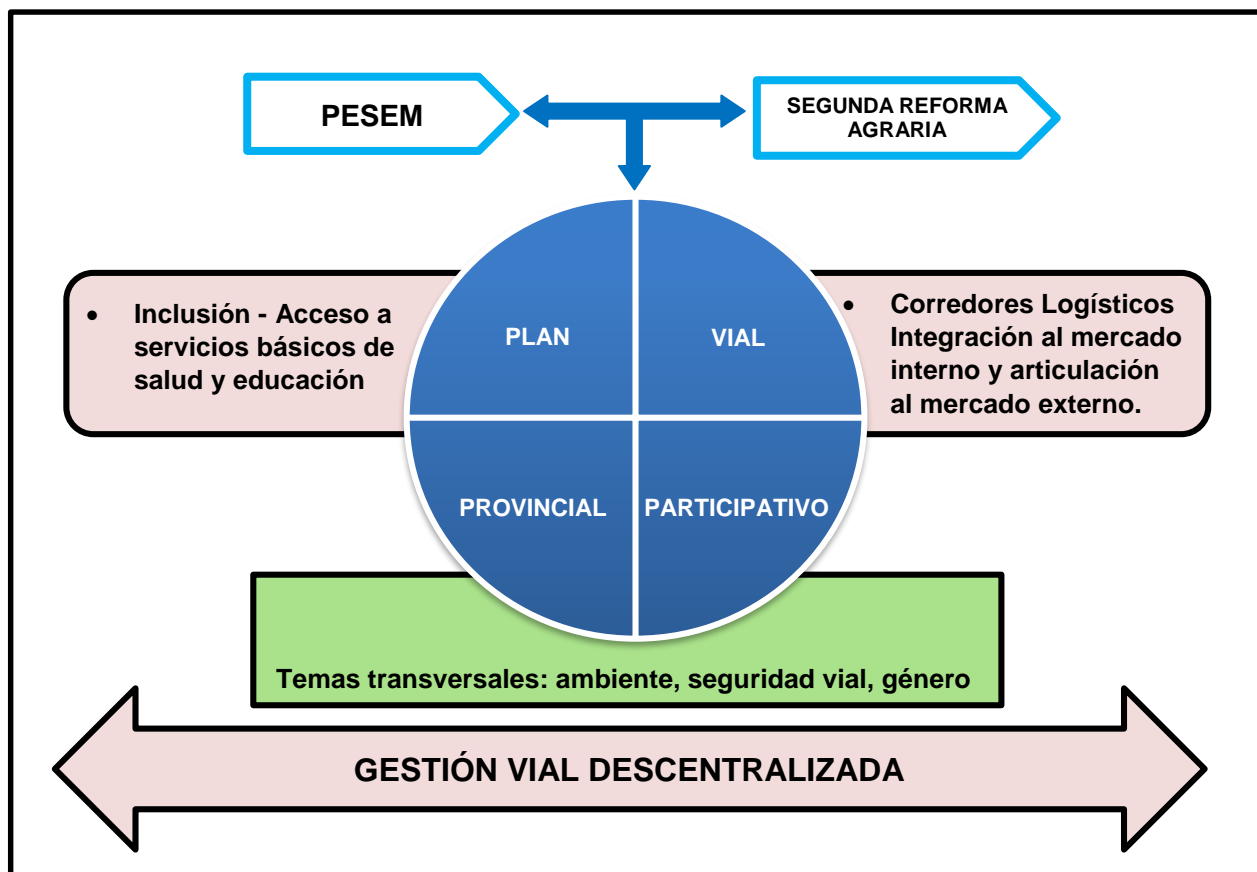 PESEM
SEGUNDA REFORMA
AGRARIA
• Inclusión - Acceso a
servicios básicos de
salud y educación
PLAN
VIAL
PROVINCIAL
PARTICIPATIVO
• Corredores Logísticos
Integración al mercado
interno y articulación
al mercado externo.
Temas transversales: ambiente, seguridad vial, género
GESTIÓN VIAL DESCENTRALIZADA